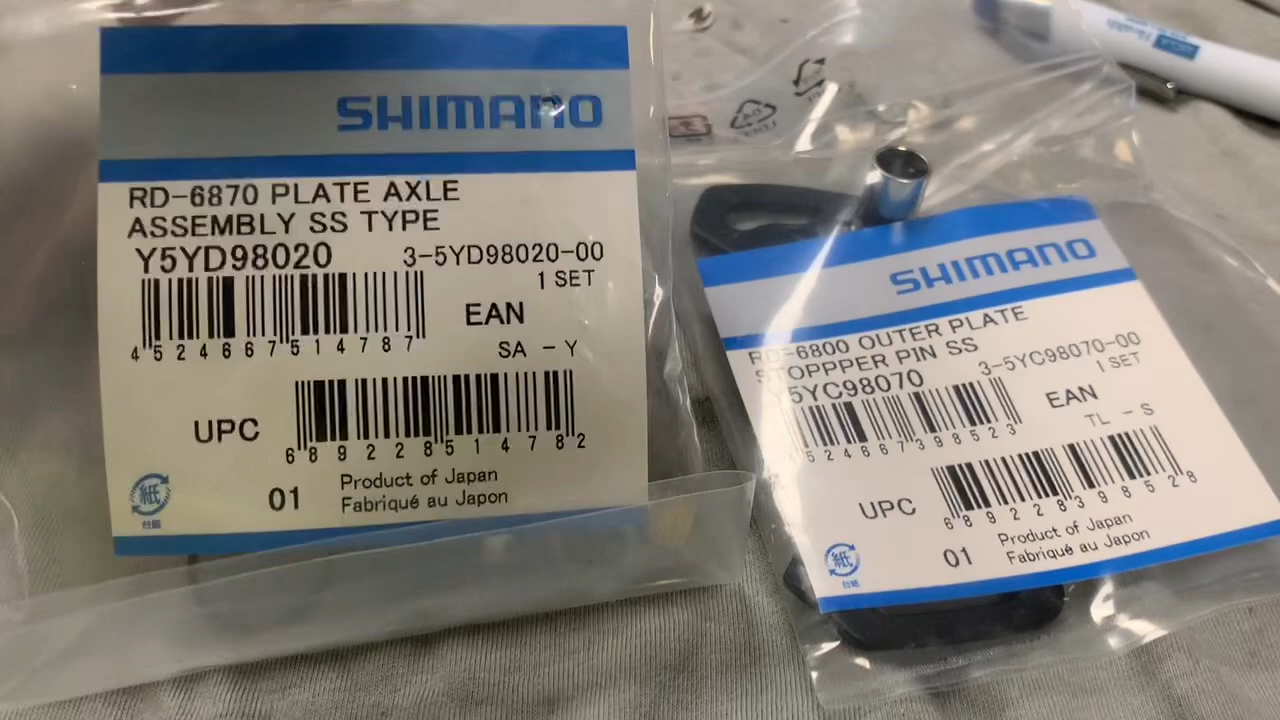 SHIMANO
RD-6870 PLATE AXLE
ASSEMBLY SS TYPE
Y5YD98020 3-5YD98020-00
1 SET
EAN
4 524667 514787
SA - Y
UPC
6 89228 51478 2
紙
01
Product of Japan
Fabriqué au Japon
SHIMANO
RD-6800 OUTER PLATE
STOPPPER PIN SS
Y5YC98070 3-5YC98070-00
1 SET
EAN
524667398523
TL - S
UPC
6 89228 39852 8
紙
01
Product of Japan
Fabriqué au Japon